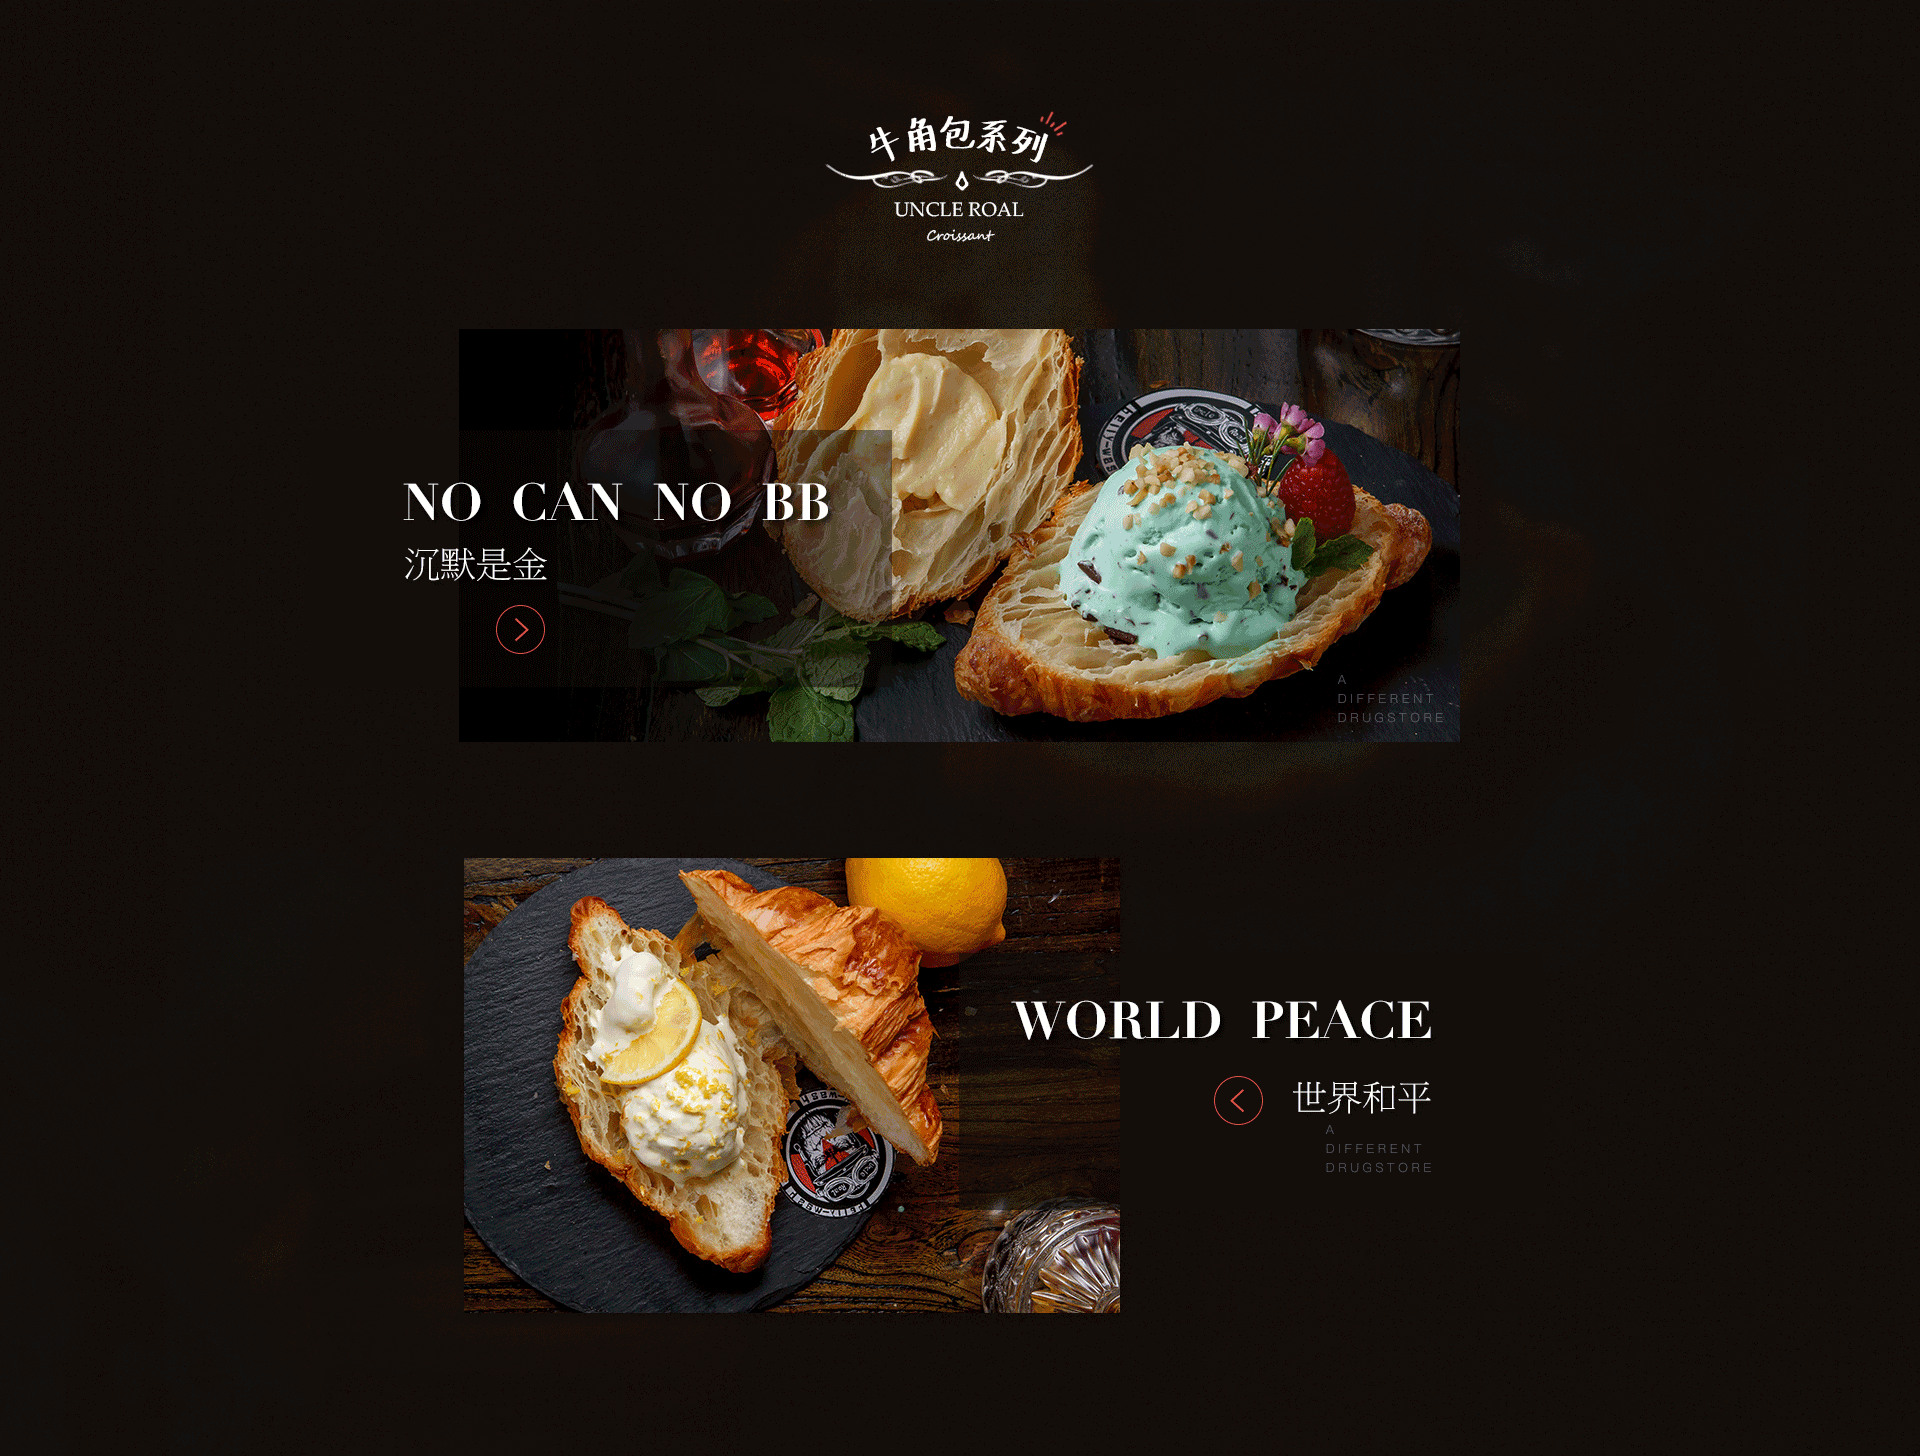 牛角包系列
UNCLE ROAL
Croissant
NO CAN NO BB
沉默是金
A
DIFFERENT
DRUGSTORE
WORLD PEACE
世界和平
A
DIFFERENT
DRUGSTORE